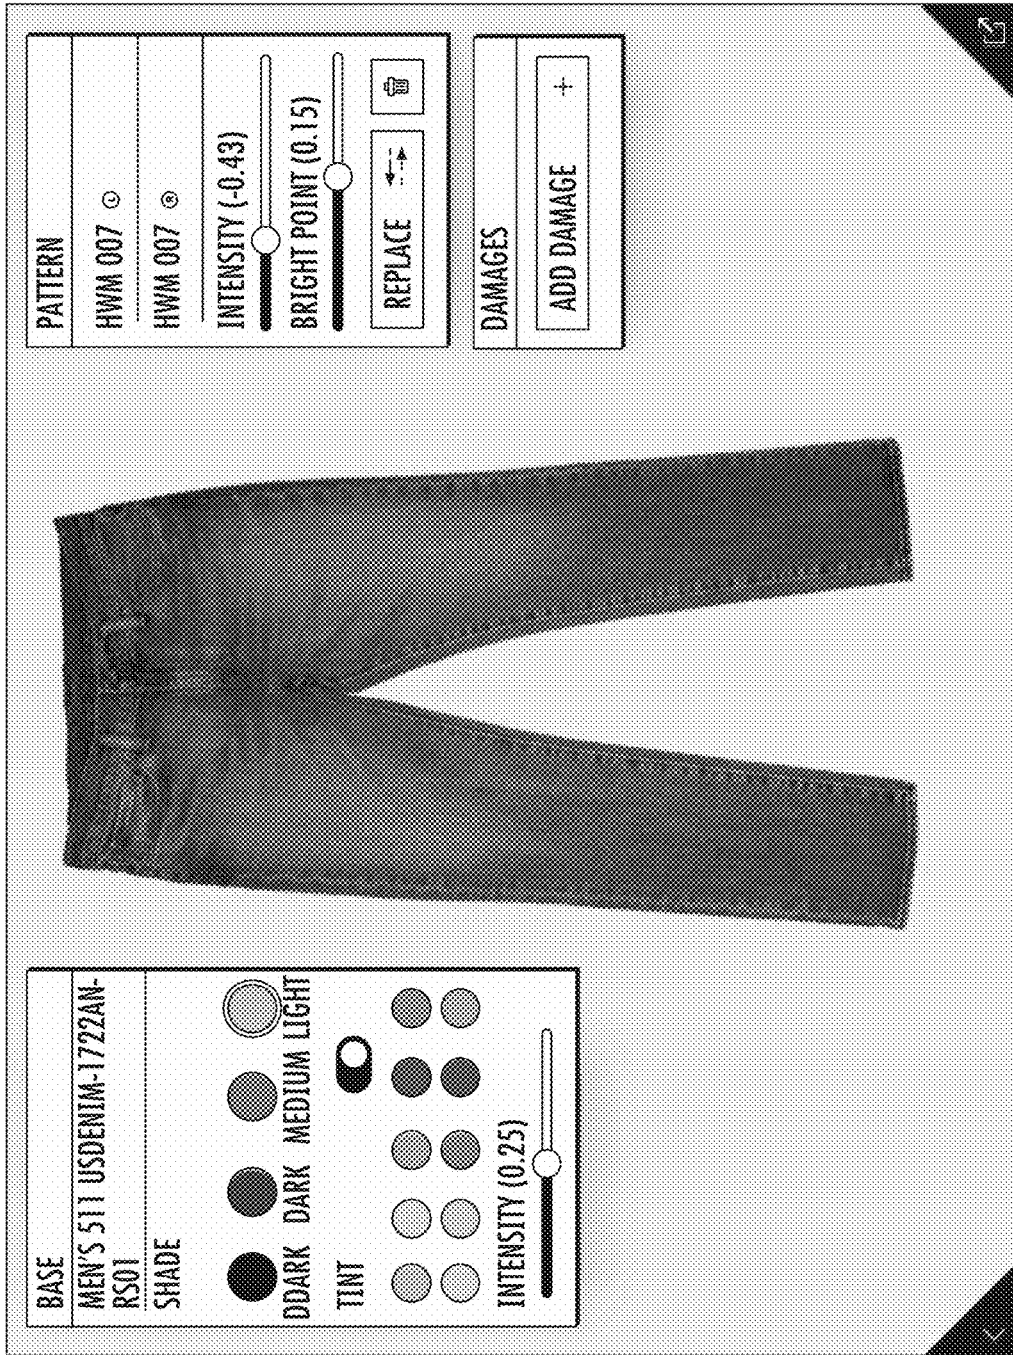 BASE
MEN'S 511 USDENIM-1722AN-
RS01
SHADE
DDARK DARK MEDIUM LIGHT
TINT
INTENSITY (0.25)
PATTERN
HWM 007 L
HWM 007 R
INTENSITY (-0.43)
BRIGHT POINT (0.15)
REPLACE
DAMAGES
ADD DAMAGE +